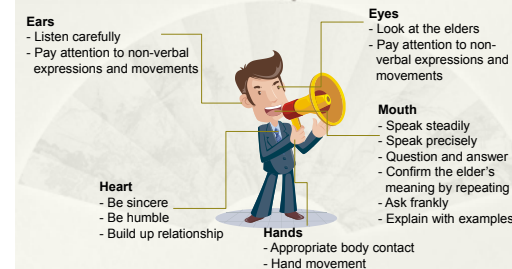 Ears
- Listen carefully
- Pay attention to non-verbal
expressions and movements
Eyes
- Look at the elders
- Pay attention to non-
verbal expressions and
movements
Mouth
- Speak steadily
- Speak precisely
- Question and answer
- Confirm the elder's
meaning by repeating
- Ask frankly
- Explain with examples
Heart
- Be sincere
- Be humble
- Build up relationship
Hands
- Appropriate body contact
- Hand movement